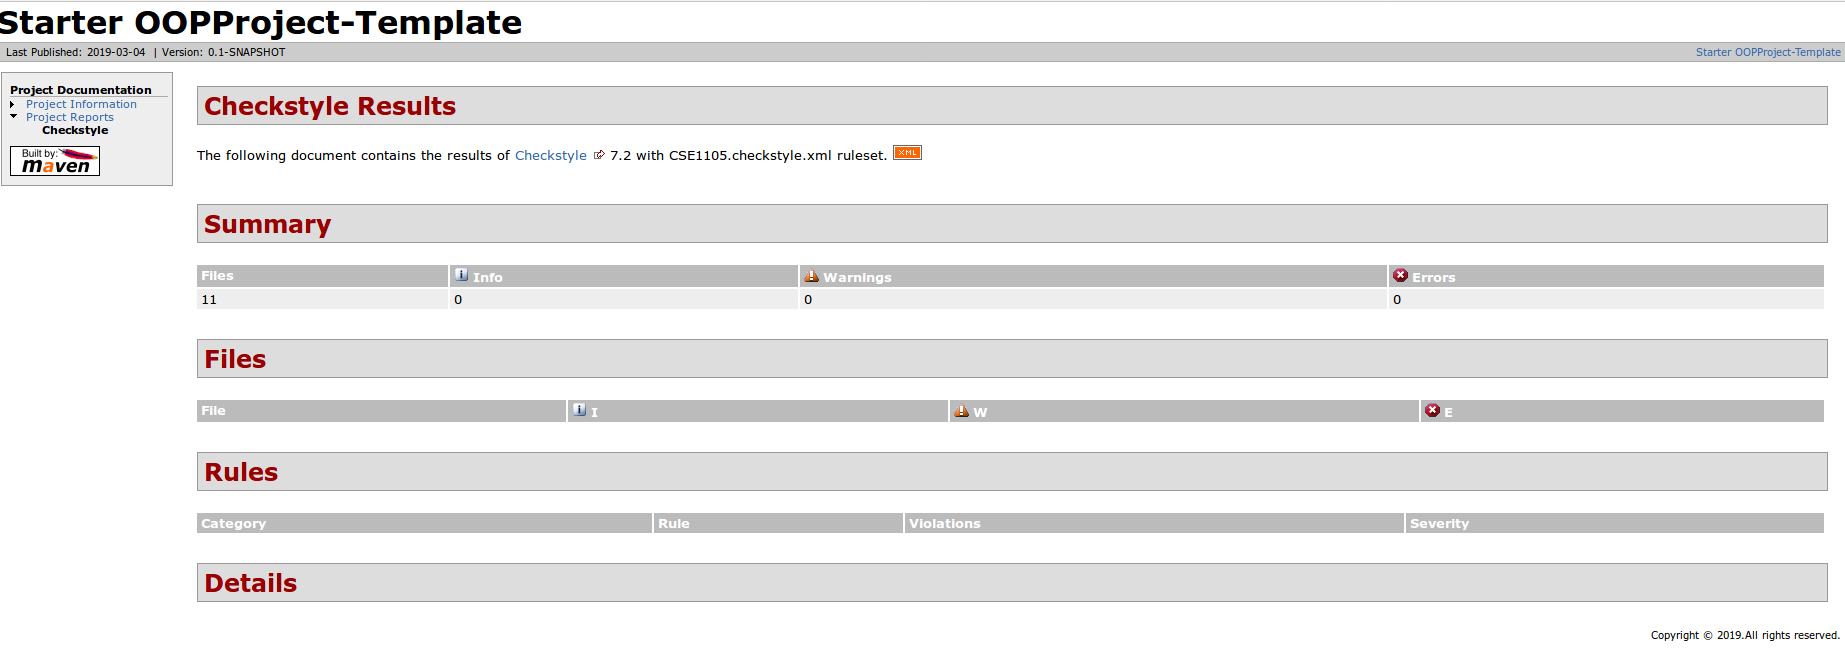 Starter OOPProject-Template
Last Published: 2019-03-04 | Version: 0.1-SNAPSHOT Starter OOPProject-Template
Project Documentation
Project Information
Project Reports
Checkstyle
Built by:
maven
Checkstyle Results
The following document contains the results of Checkstyle 7.2 with CSE1105.checkstyle.xml ruleset. XML
Summary
Files Info Warnings Errors
11 0 0 0
Files
File I W E
Rules
Category Rule Violations Severity
Details
Copyright © 2019.All rights reserved.